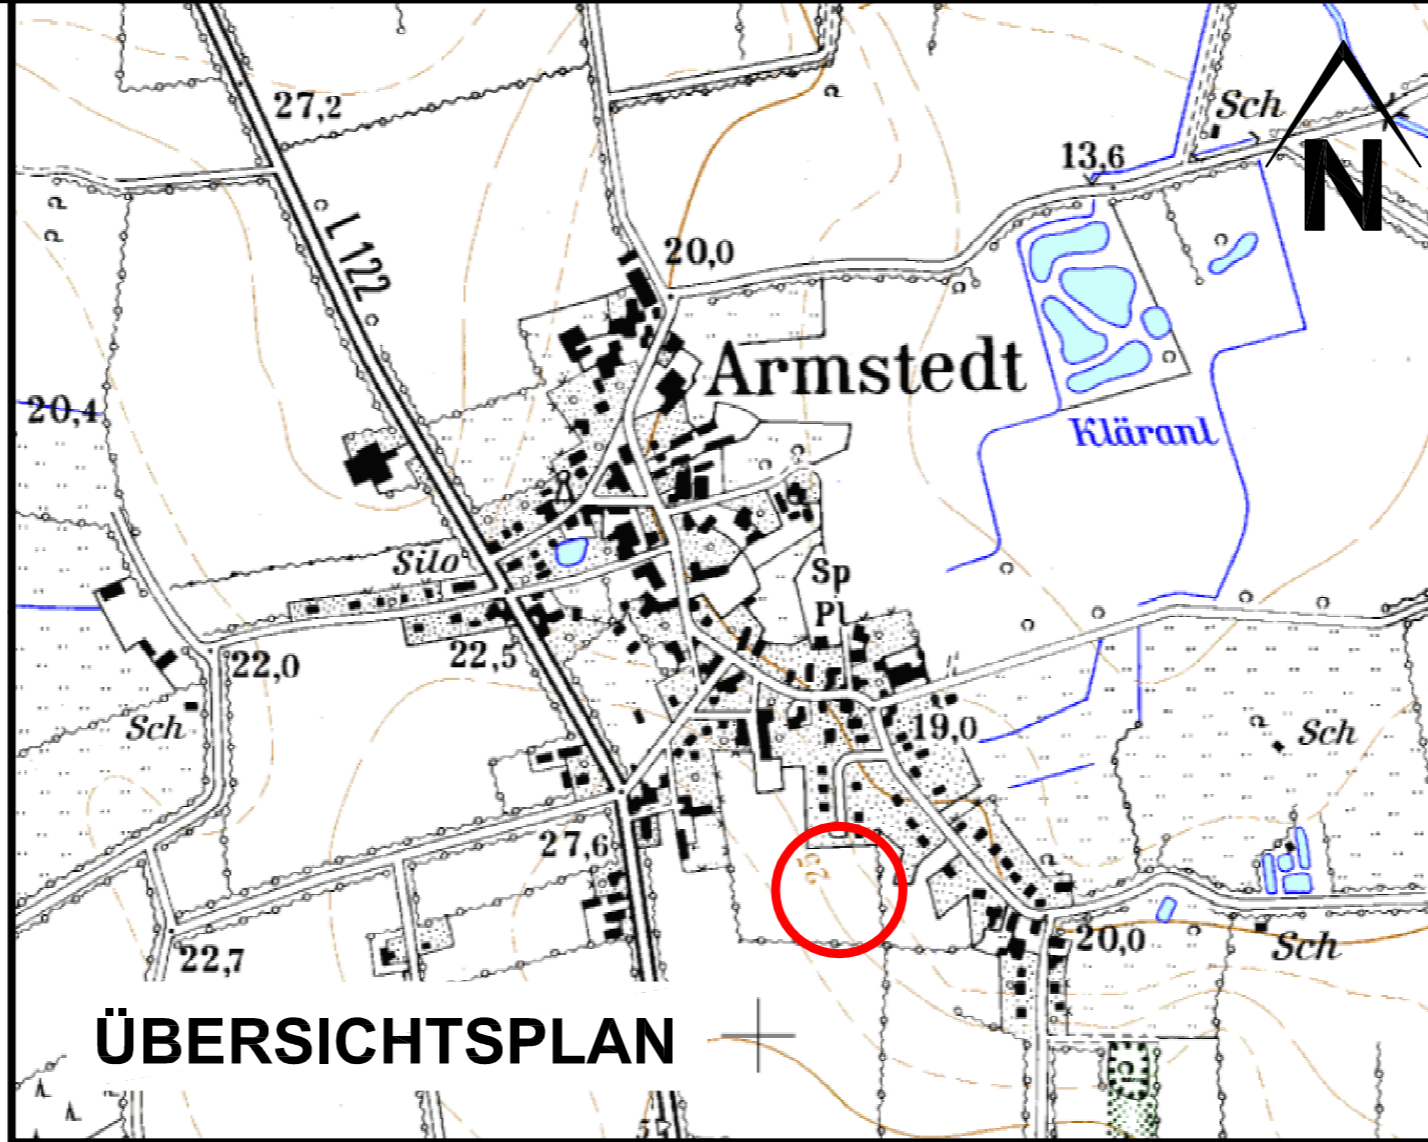 27,2
Sch
N
13,6
L 122
20,0
Armstedt
20,4
Kläranl
Silo
Sp
Pl
22,5
22,0
Sch
19,0
Sch
27,6
25
22,7
20,0
Sch
ÜBERSICHTSPLAN